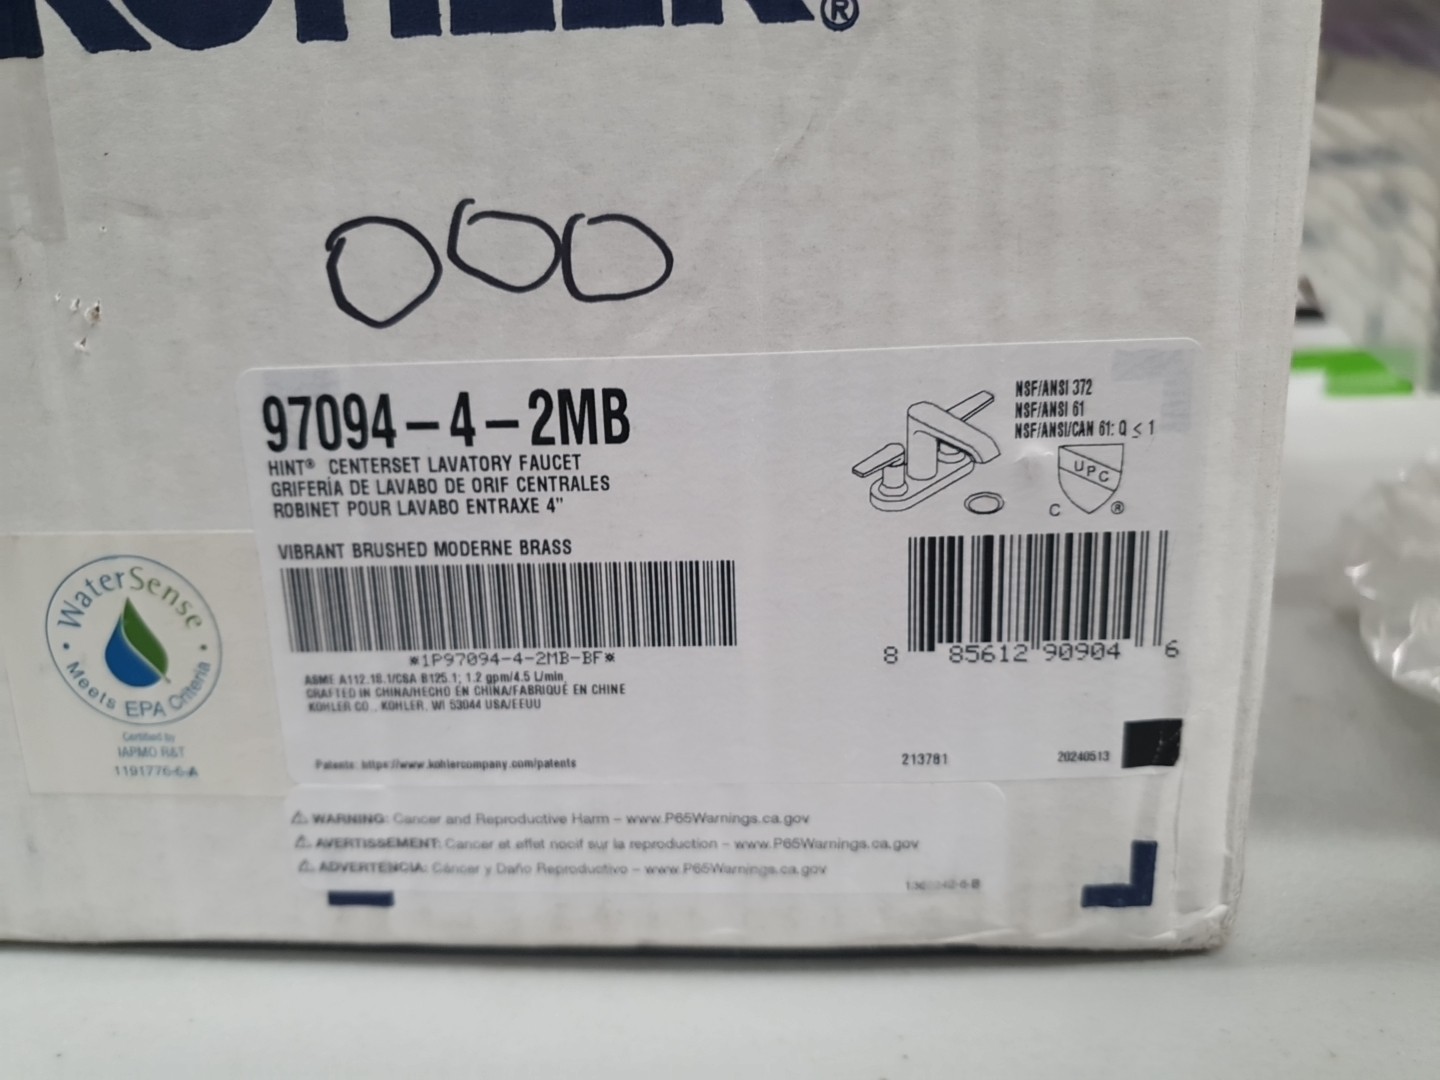 KOHLER®
OOO
97094-4-2MB
HINT® CENTERSET LAVATORY FAUCET
GRIFERÍA DE LAVABO DE ORIF CENTRALES
ROBINET POUR LAVABO ENTRAXE 4"
VIBRANT BRUSHED MODERNE BRASS
*1P97094-4-2MB-BF*
ASME A112.18.1/CSA B125.1; 1.2 gpm/4.5 L/min
CRAFTED IN CHINA/HECHO EN CHINA/FABRIQUÉ EN CHINE
KOHLER CO., KOHLER, WI 53044 USA/EEUU
Patents: https://www.kohlercompany.com/patents
NSF/ANSI 372
NSF/ANSI 61
NSF/ANSI/CAN 61: Q ≤ 1
UPC
C ®
8 85612 90904 6
213781 20240513
WaterSense
Meets EPA Criteria
Certified by
IAPMO R&T
1191776-6-A
⚠ WARNING: Cancer and Reproductive Harm – www.P65Warnings.ca.gov
⚠ AVERTISSEMENT: Cancer et effet nocif sur la reproduction – www.P65Warnings.ca.gov
⚠ ADVERTENCIA: Cáncer y Daño Reproductivo – www.P65Warnings.ca.gov